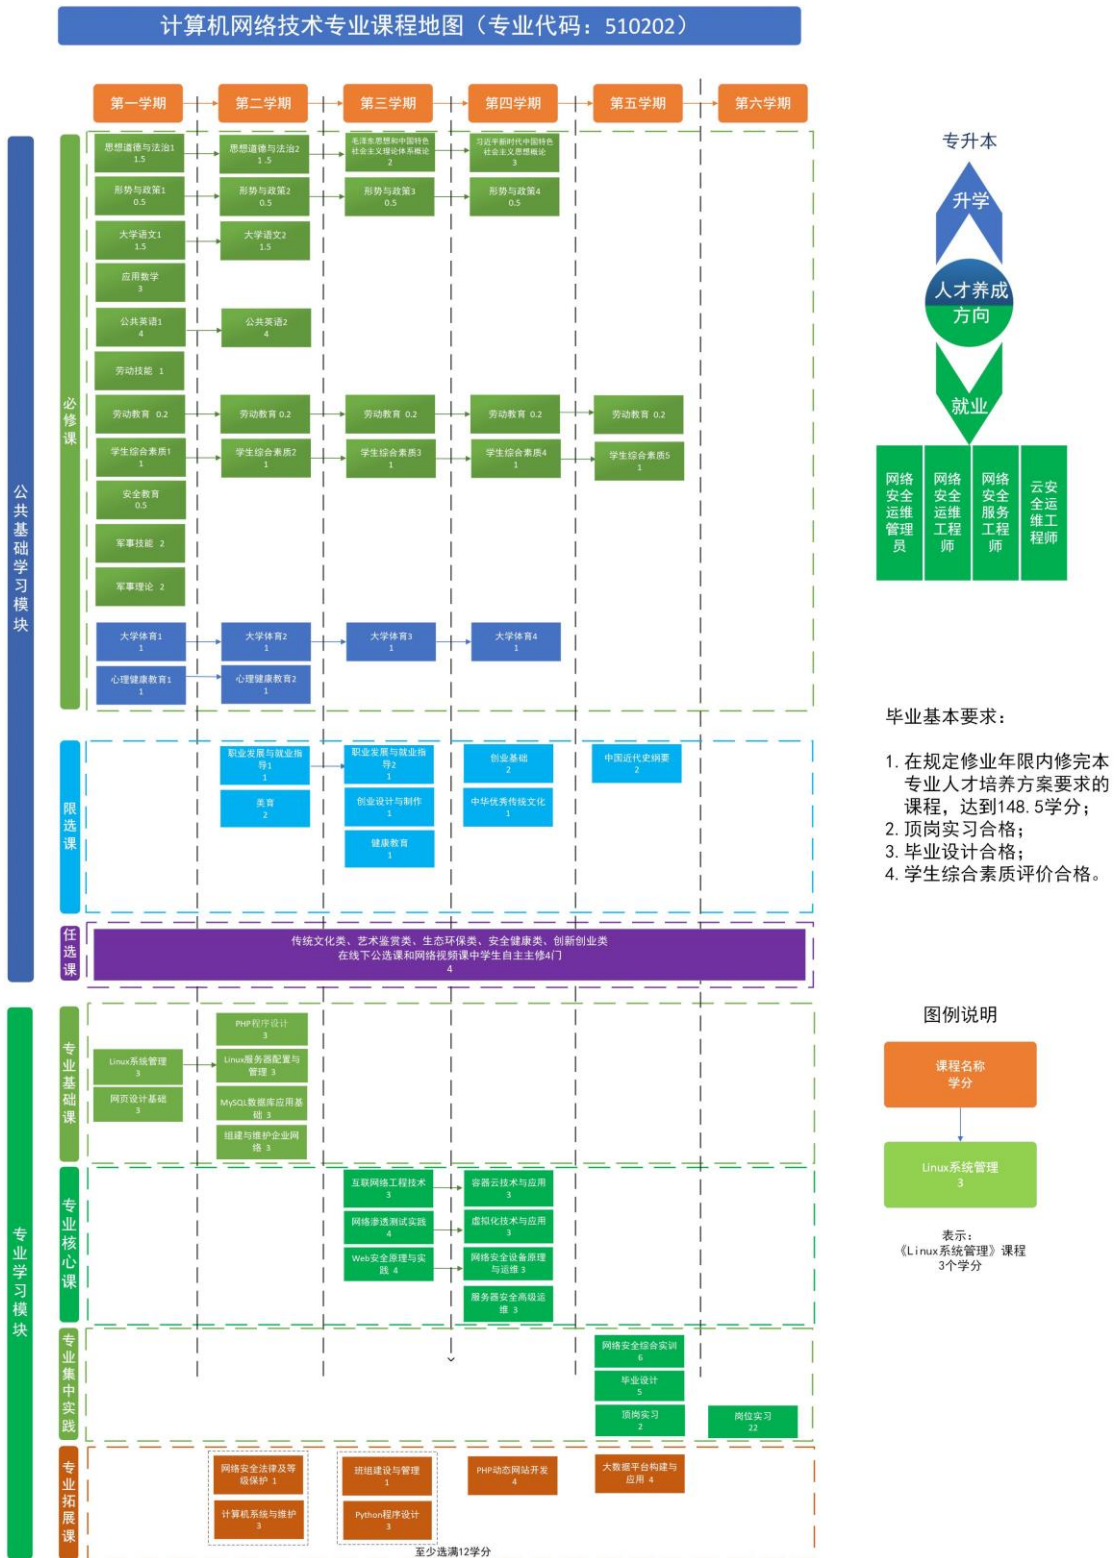 计算机网络技术专业课程地图（专业代码：510202）
第一学期
第二学期
第三学期
第四学期
第五学期
第六学期
公共基础学习模块
必修课
思想道德与法治1
1.5
思想道德与法治2
1.5
毛泽东思想和中国特色
社会主义理论体系概论
2
习近平新时代中国特色
社会主义思想概论
3
形势与政策1
0.5
形势与政策2
0.5
形势与政策3
0.5
形势与政策4
0.5
大学语文1
1.5
大学语文2
1.5
应用数学
3
公共英语1
4
公共英语2
4
劳动技能 1
劳动教育 0.2
劳动教育 0.2
劳动教育 0.2
劳动教育 0.2
劳动教育 0.2
学生综合素质1
1
学生综合素质2
1
学生综合素质3
1
学生综合素质4
1
学生综合素质5
1
安全教育
0.5
军事技能 2
军事理论 2
大学体育1
1
大学体育2
1
大学体育3
1
大学体育4
1
心理健康教育1
1
心理健康教育2
1
限选课
职业发展与就业指
导1
1
职业发展与就业指
导2
1
创业基础
2
中国近代史纲要
2
美育
2
创业设计与制作
1
中华优秀传统文化
1
健康教育
1
任选课
传统文化类、艺术鉴赏类、生态环保类、安全健康类、创新创业类
在线下公选课和网络视频课中学生自主主修4门
4
专业学习模块
专业基础课
PHP程序设计
3
Linux系统管理
3
Linux服务器配置与
管理 3
网页设计基础
3
MySQL数据库应用基
础 3
组建与维护企业网
络 3
专业核心课
互联网络工程技术
3
容器云技术与应用
3
网络渗透测试实践
4
虚拟化技术与应用
3
Web安全原理与实
践 4
网络安全设备原理
与运维 3
服务器安全高级运
维 3
专业集中实践
网络安全综合实训
6
毕业设计
5
顶岗实习
2
岗位实习
22
专业拓展课
网络安全法律及等
级保护 1
班组建设与管理
1
PHP动态网站开发
4
大数据平台构建与
应用 4
计算机系统与维护
3
Python程序设计
3
至少选满12学分
专升本
升学
人才养成
方向
就业
网络安全运维管理员
网络安全运维工程师
网络安全服务工程师
云安全运维工程师
毕业基本要求：
1. 在规定修业年限内修完本
专业人才培养方案要求的
课程，达到148.5学分；
2. 顶岗实习合格；
3. 毕业设计合格；
4. 学生综合素质评价合格。
图例说明
课程名称
学分
Linux系统管理
3
表示：
《Linux系统管理》课程
3个学分